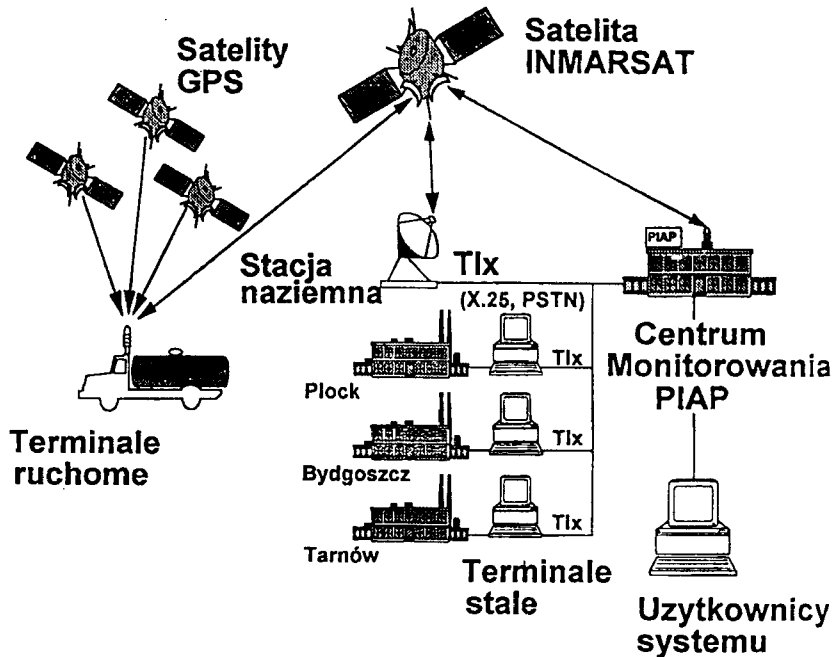 Satelity
GPS
Satelita
INMARSAT
PIAP
Stacja
naziemna
Tlx
(X.25, PSTN)
Centrum
Monitorowania
PIAP
Plock
Tlx
Bydgoszcz
Tlx
Tarnów
Tlx
Terminale
ruchome
Terminale
stale
Uzytkownicy
systemu